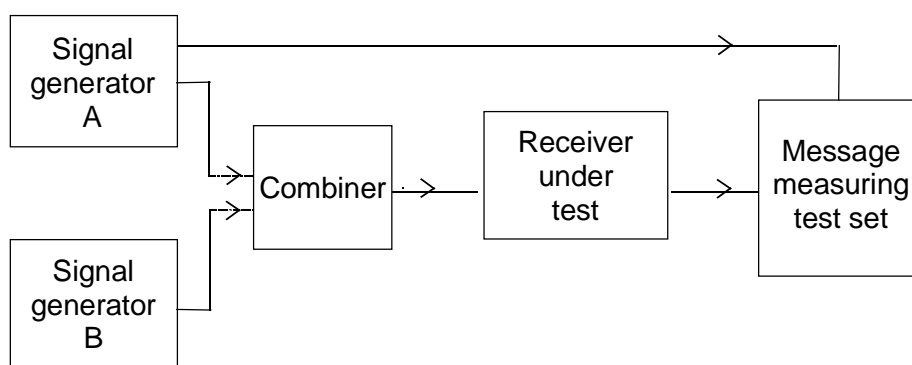 Signal
generator
A
Combiner
Receiver
under
test
Message
measuring
test set
Signal
generator
B